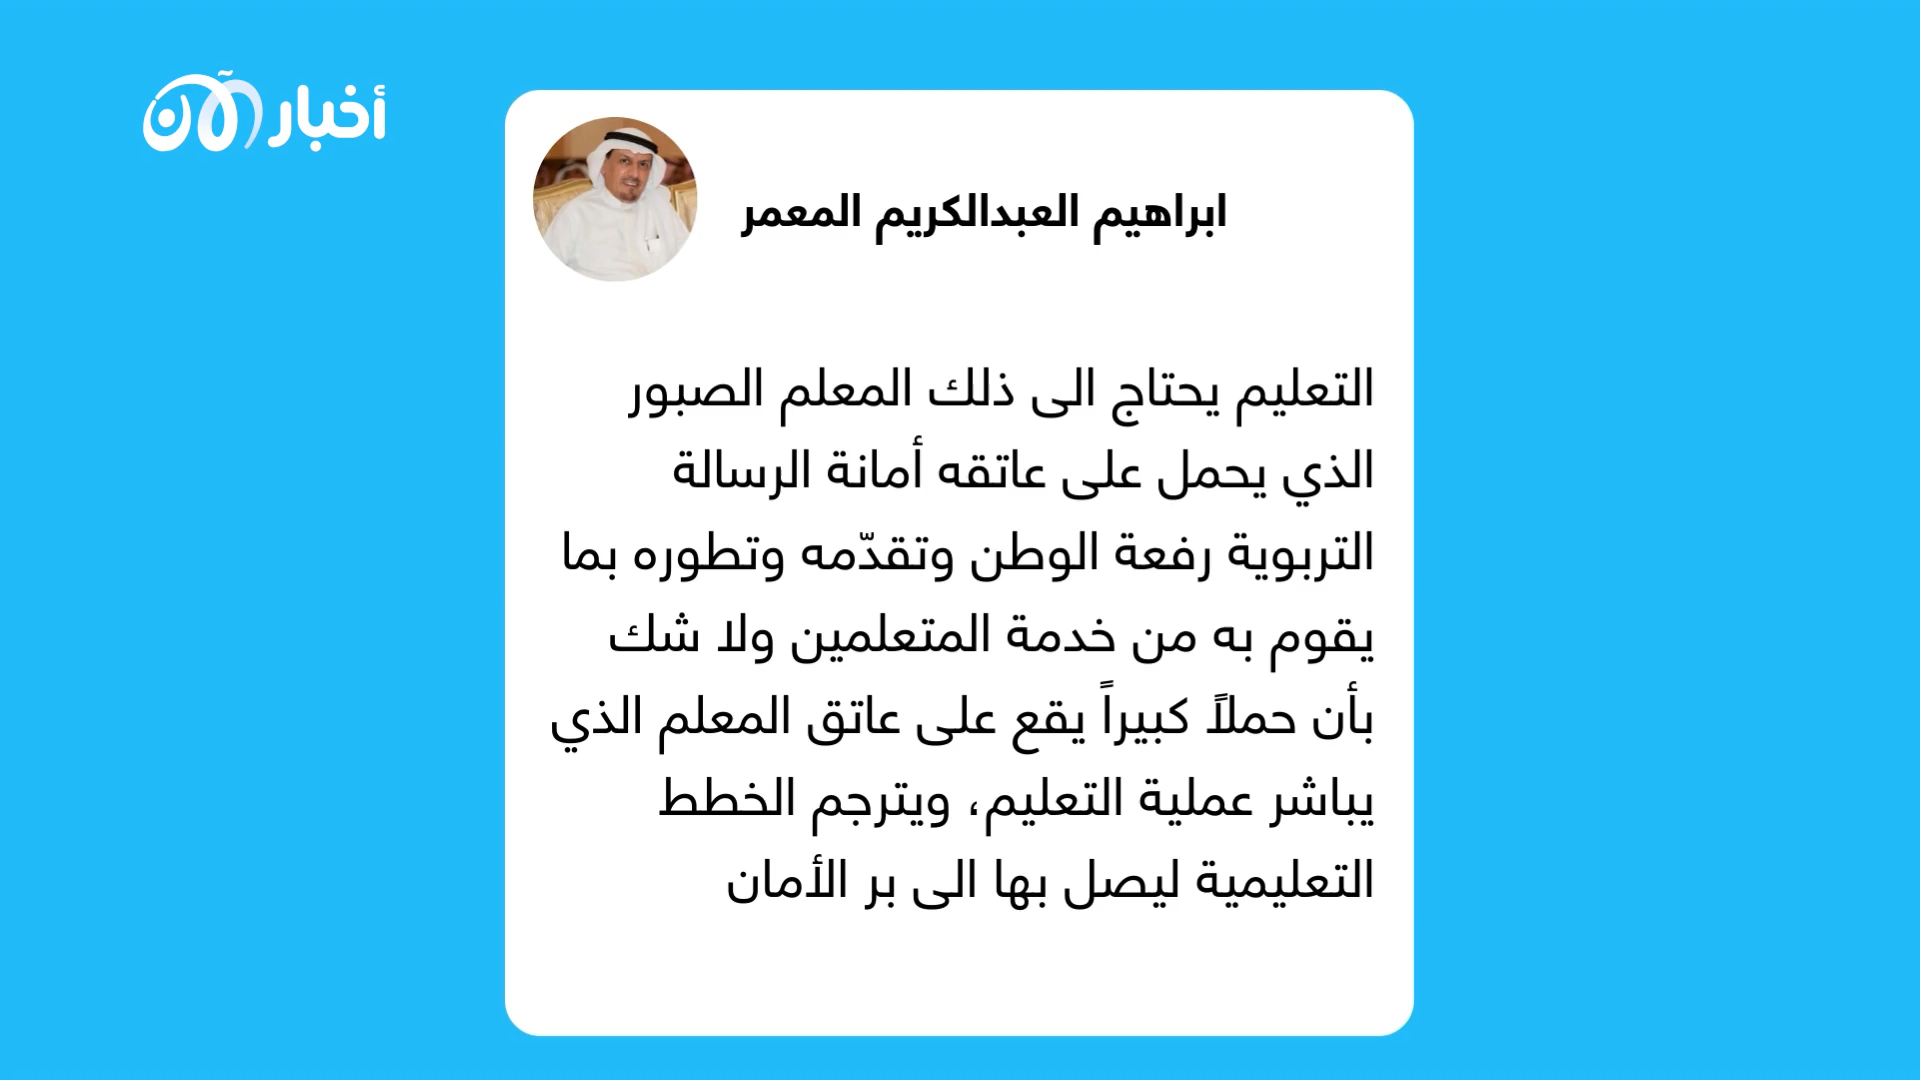 أخبار الآن
ابراهيم العبدالكريم المعمر
التعليم يحتاج الى ذلك المعلم الصبور
الذي يحمل على عاتقه أمانة الرسالة
التربوية رفعة الوطن وتقدّمه وتطوره بما
يقوم به من خدمة المتعلمين ولا شك
بأن حملاً كبيراً يقع على عاتق المعلم الذي
يباشر عملية التعليم، ويترجم الخطط
التعليمية ليصل بها الى بر الأمان